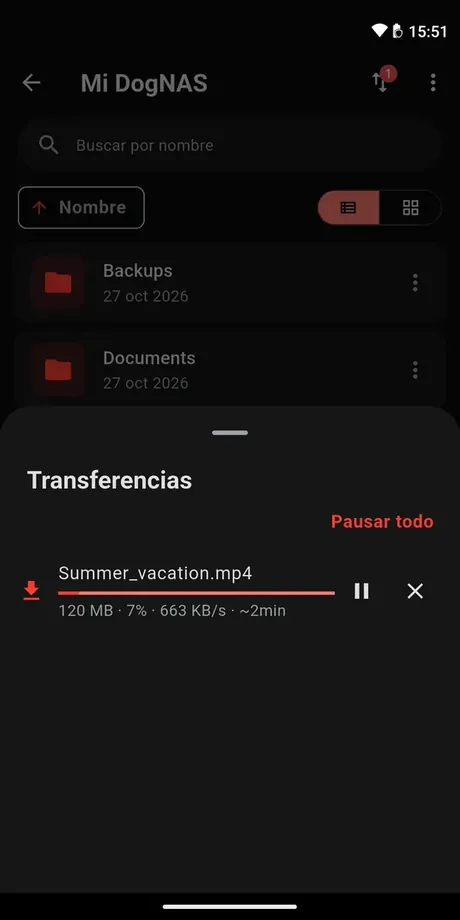 15:51
Mi DogNAS
1
Buscar por nombre
Nombre
Backups
27 oct 2026
Documents
27 oct 2026
Transferencias
Pausar todo
Summer_vacation.mp4
120 MB · 7% · 663 KB/s · ~2min